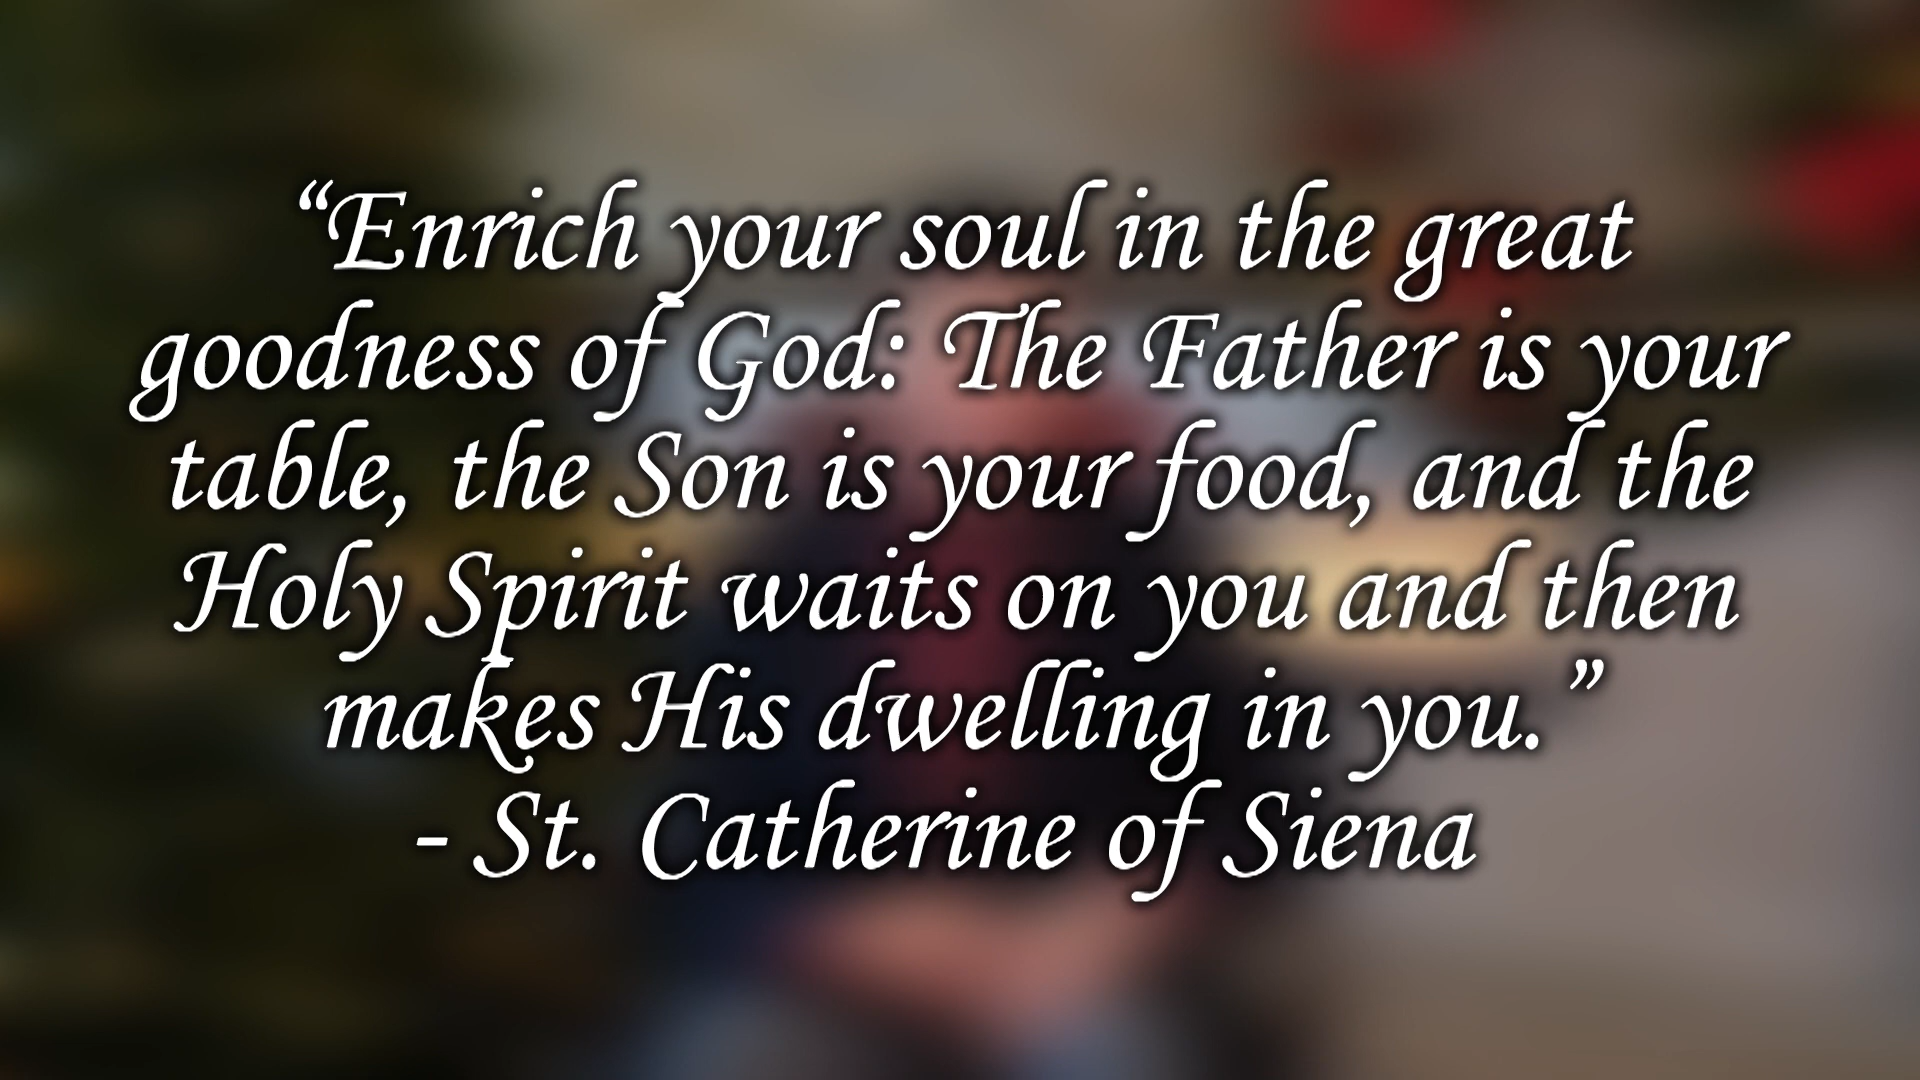 “Enrich your soul in the great
goodness of God: The Father is your
table, the Son is your food, and the
Holy Spirit waits on you and then
makes His dwelling in you.”
- St. Catherine of Siena